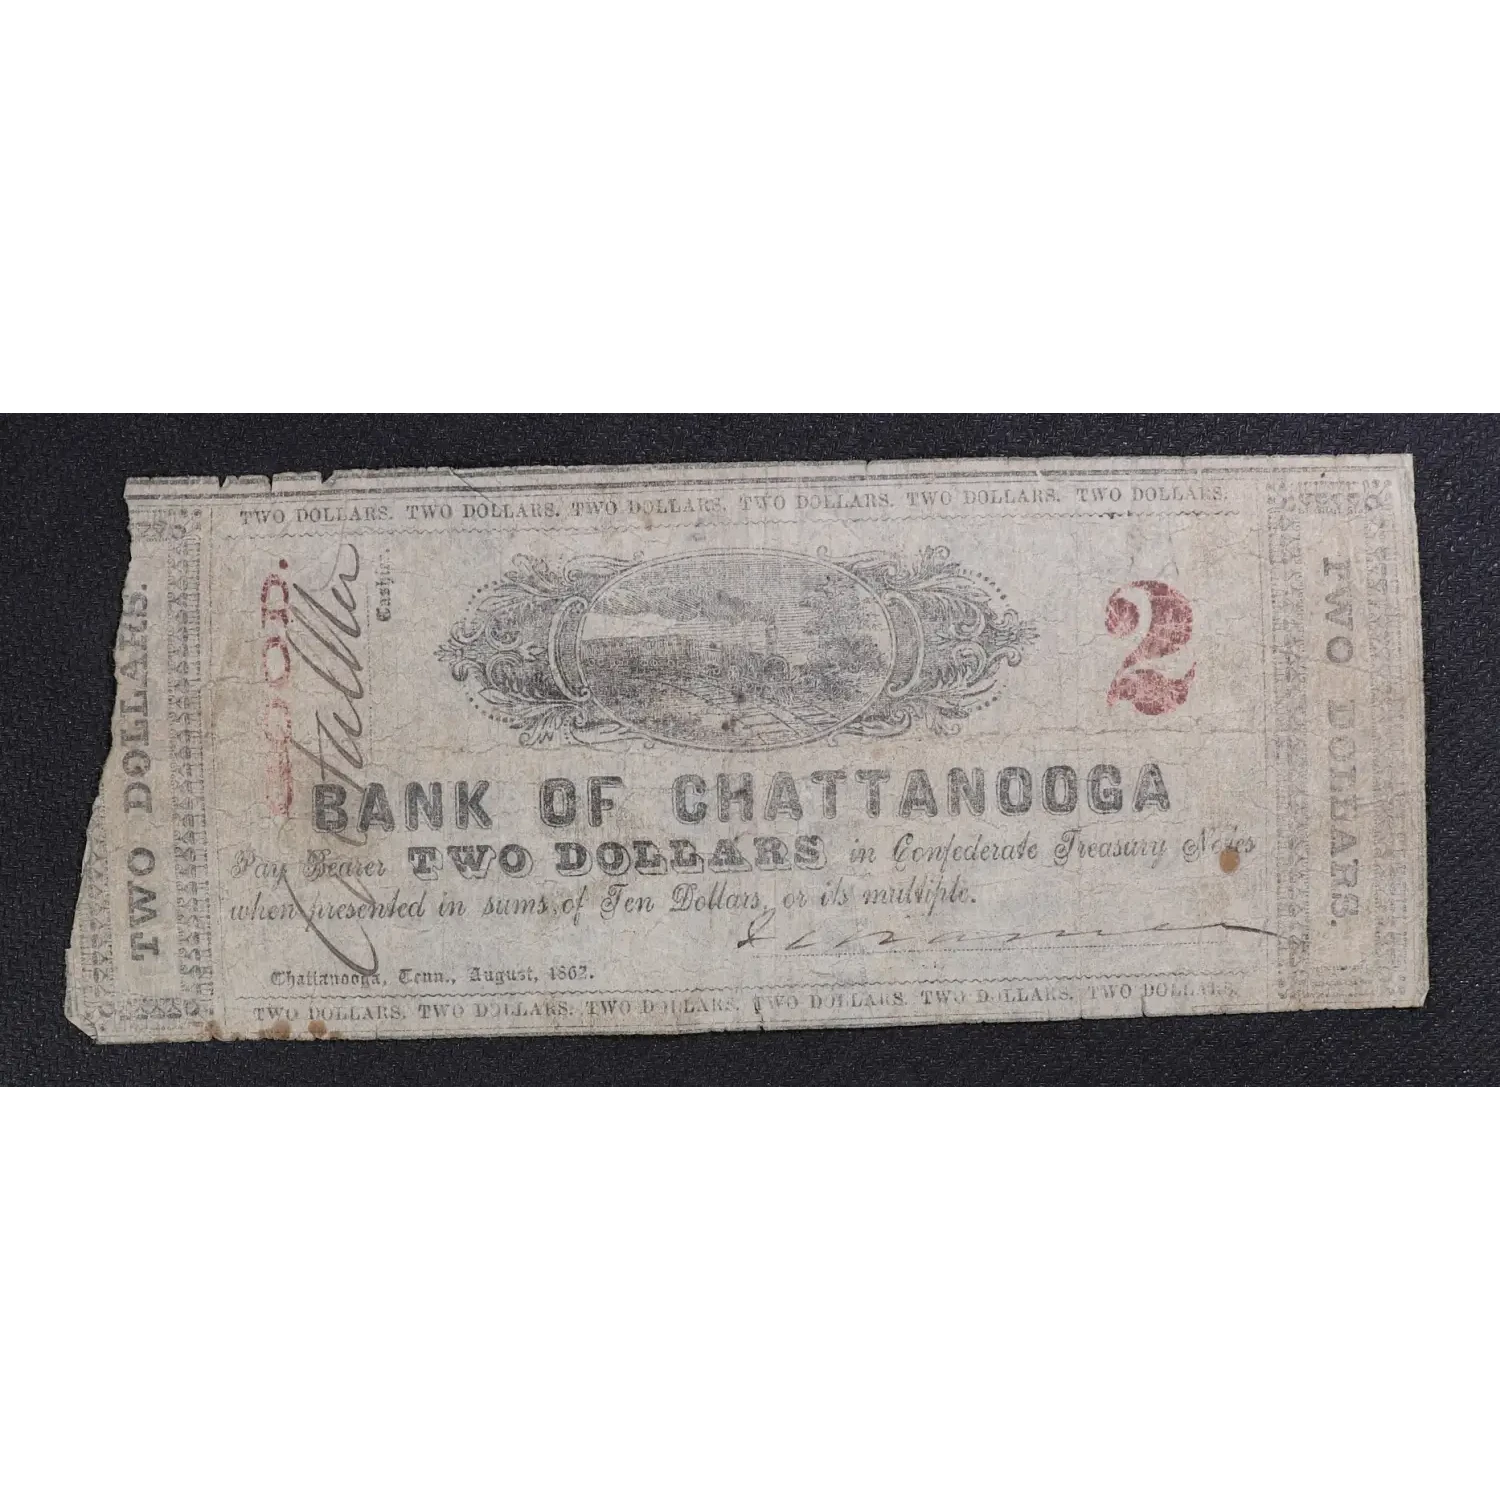 TWO DOLLARS. TWO DOLLARS. TWO DOLLARS. TWO DOLLARS. TWO DOLLARS. TWO DOLLARS.
TWO DOLLARS.
Cashier.
2
TWO DOLLARS.
BANK OF CHATTANOOGA
Pay Bearer TWO DOLLARS in Confederate Treasury Notes
when presented in sums of Ten Dollars, or its multiple.
Chattanooga, Tenn., August, 1862.
TWO DOLLARS. TWO DOLLARS. TWO DOLLARS. TWO DOLLARS. TWO DOLLARS. TWO DOLLARS.